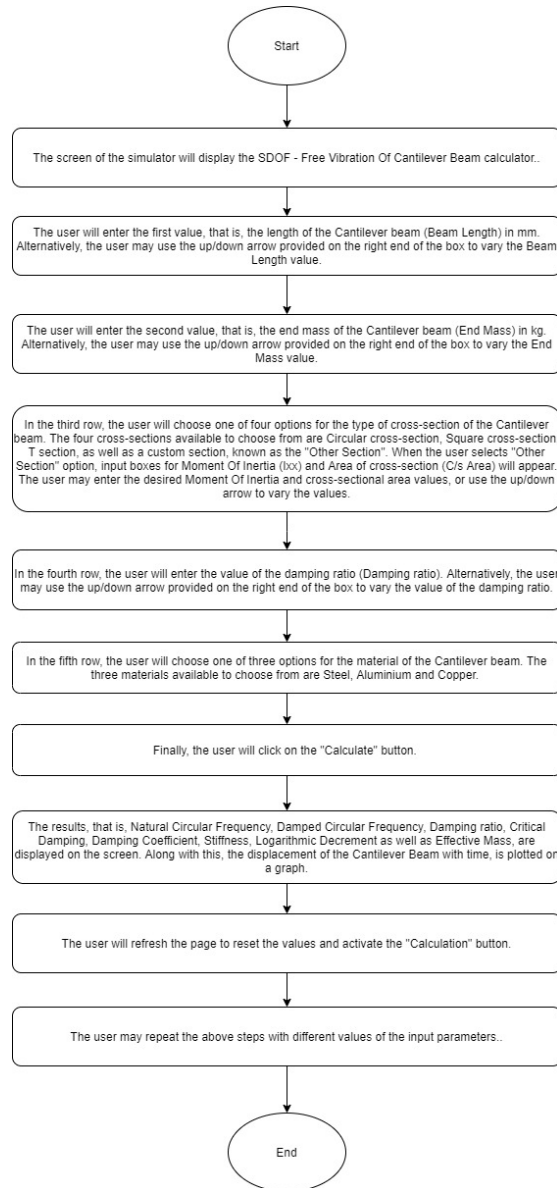 Start
The screen of the simulator will display the SDOF - Free Vibration Of Cantilever Beam calculator..
The user will enter the first value, that is, the length of the Cantilever beam (Beam Length) in mm.
Alternatively, the user may use the up/down arrow provided on the right end of the box to vary the Beam
Length value.
The user will enter the second value, that is, the end mass of the Cantilever beam (End Mass) in kg.
Alternatively, the user may use the up/down arrow provided on the right end of the box to vary the End
Mass value.
In the third row, the user will choose one of four options for the type of cross-section of the Cantilever
beam. The four cross-sections available to choose from are Circular cross-section, Square cross-section,
T section, as well as a custom section, known as the "Other Section". When the user selects "Other
Section" option, input boxes for Moment Of Inertia (Ixx) and Area of cross-section (C/s Area) will appear.
The user may enter the desired Moment Of Inertia and cross-sectional area values, or use the up/down
arrow to vary the values.
In the fourth row, the user will enter the value of the damping ratio (Damping ratio). Alternatively, the user
may use the up/down arrow provided on the right end of the box to vary the value of the damping ratio.
In the fifth row, the user will choose one of three options for the material of the Cantilever beam. The
three materials available to choose from are Steel, Aluminium and Copper.
Finally, the user will click on the "Calculate" button.
The results, that is, Natural Circular Frequency, Damped Circular Frequency, Damping ratio, Critical
Damping, Damping Coefficient, Stiffness, Logarithmic Decrement as well as Effective Mass, are
displayed on the screen. Along with this, the displacement of the Cantilever Beam with time, is plotted on
a graph.
The user will refresh the page to reset the values and activate the "Calculation" button.
The user may repeat the above steps with different values of the input parameters..
End